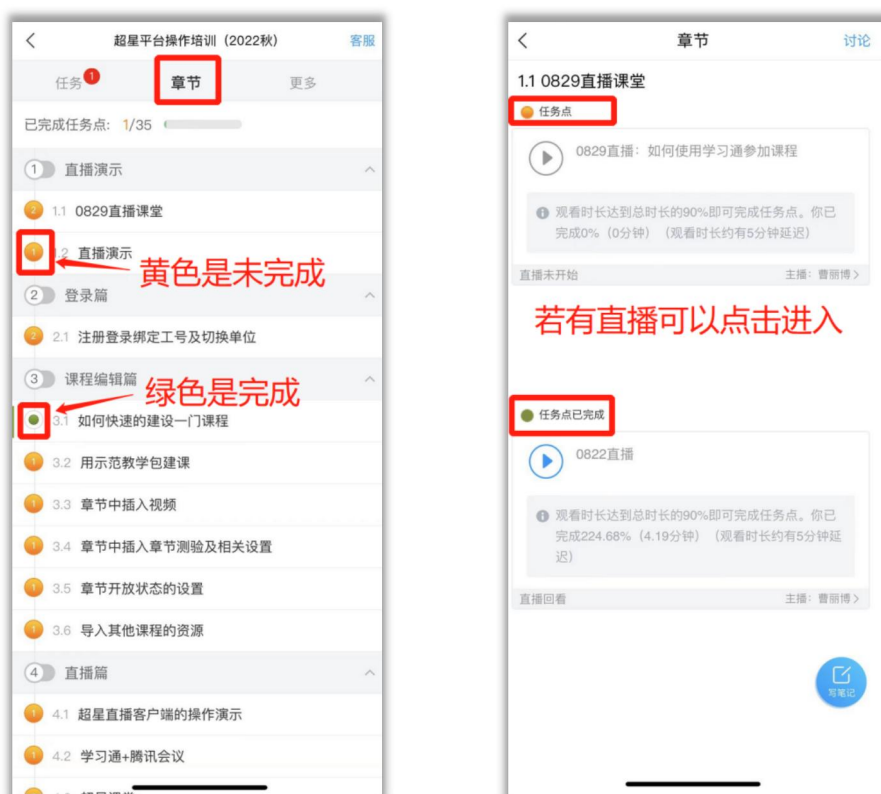 超星平台操作培训（2022秋）
客服
任务
1
章节
更多
已完成任务点: 1/35
1 直播演示
2 1.1 0829直播课堂
1 1.2 直播演示
黄色是未完成
2 登录篇
2 2.1 注册登录绑定工号及切换单位
3 课程编辑篇
绿色是完成
3.1 如何快速的建设一门课程
1 3.2 用示范教学包建课
1 3.3 章节中插入视频
1 3.4 章节中插入章节测验及相关设置
1 3.5 章节开放状态的设置
1 3.6 导入其他课程的资源
4 直播篇
1 4.1 超星直播客户端的操作演示
1 4.2 学习通+腾讯会议
章节
讨论
1.1 0829直播课堂
任务点
0829直播：如何使用学习通参加课程
观看时长达到总时长的90%即可完成任务点。你已
完成0%（0分钟）（观看时长约有5分钟延迟）
直播未开始
主播：曹丽博
若有直播可以点击进入
任务点已完成
0822直播
观看时长达到总时长的90%即可完成任务点。你已
完成224.68%（4.19分钟）（观看时长约有5分钟延
迟）
直播回看
主播：曹丽博
写笔记